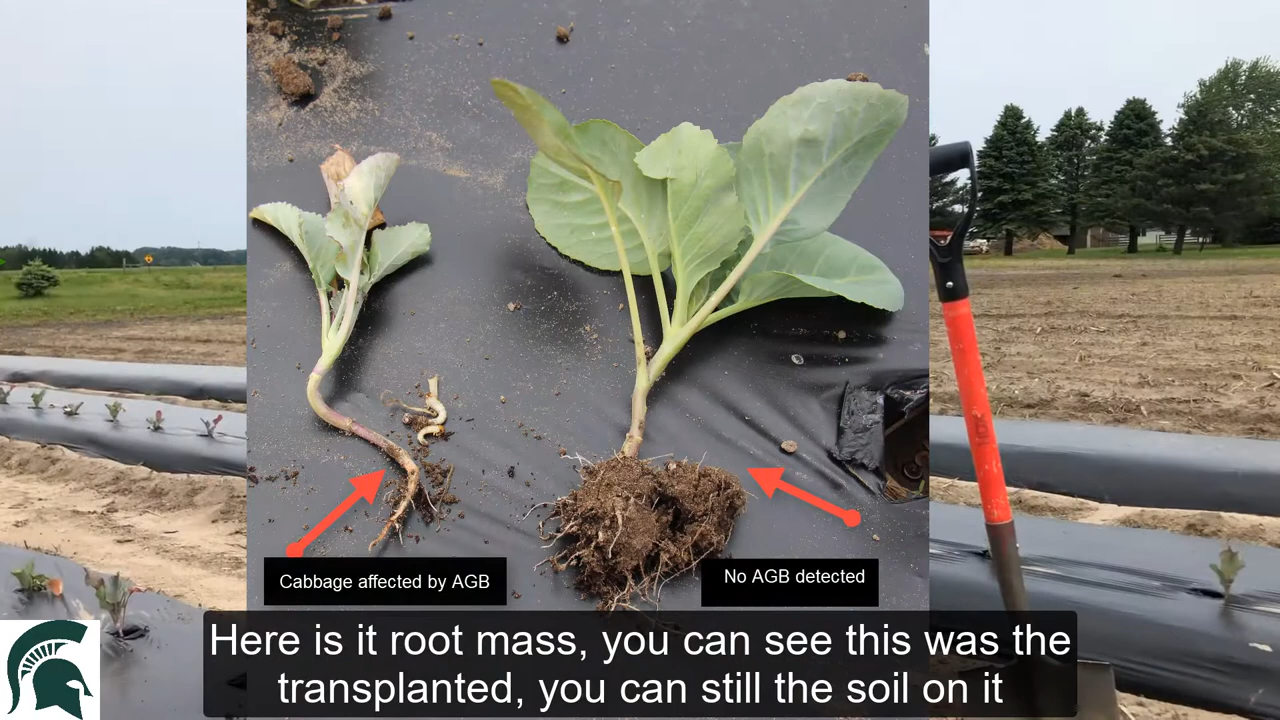 Cabbage affected by AGB
No AGB detected
Here is it root mass, you can see this was the
transplanted, you can still the soil on it